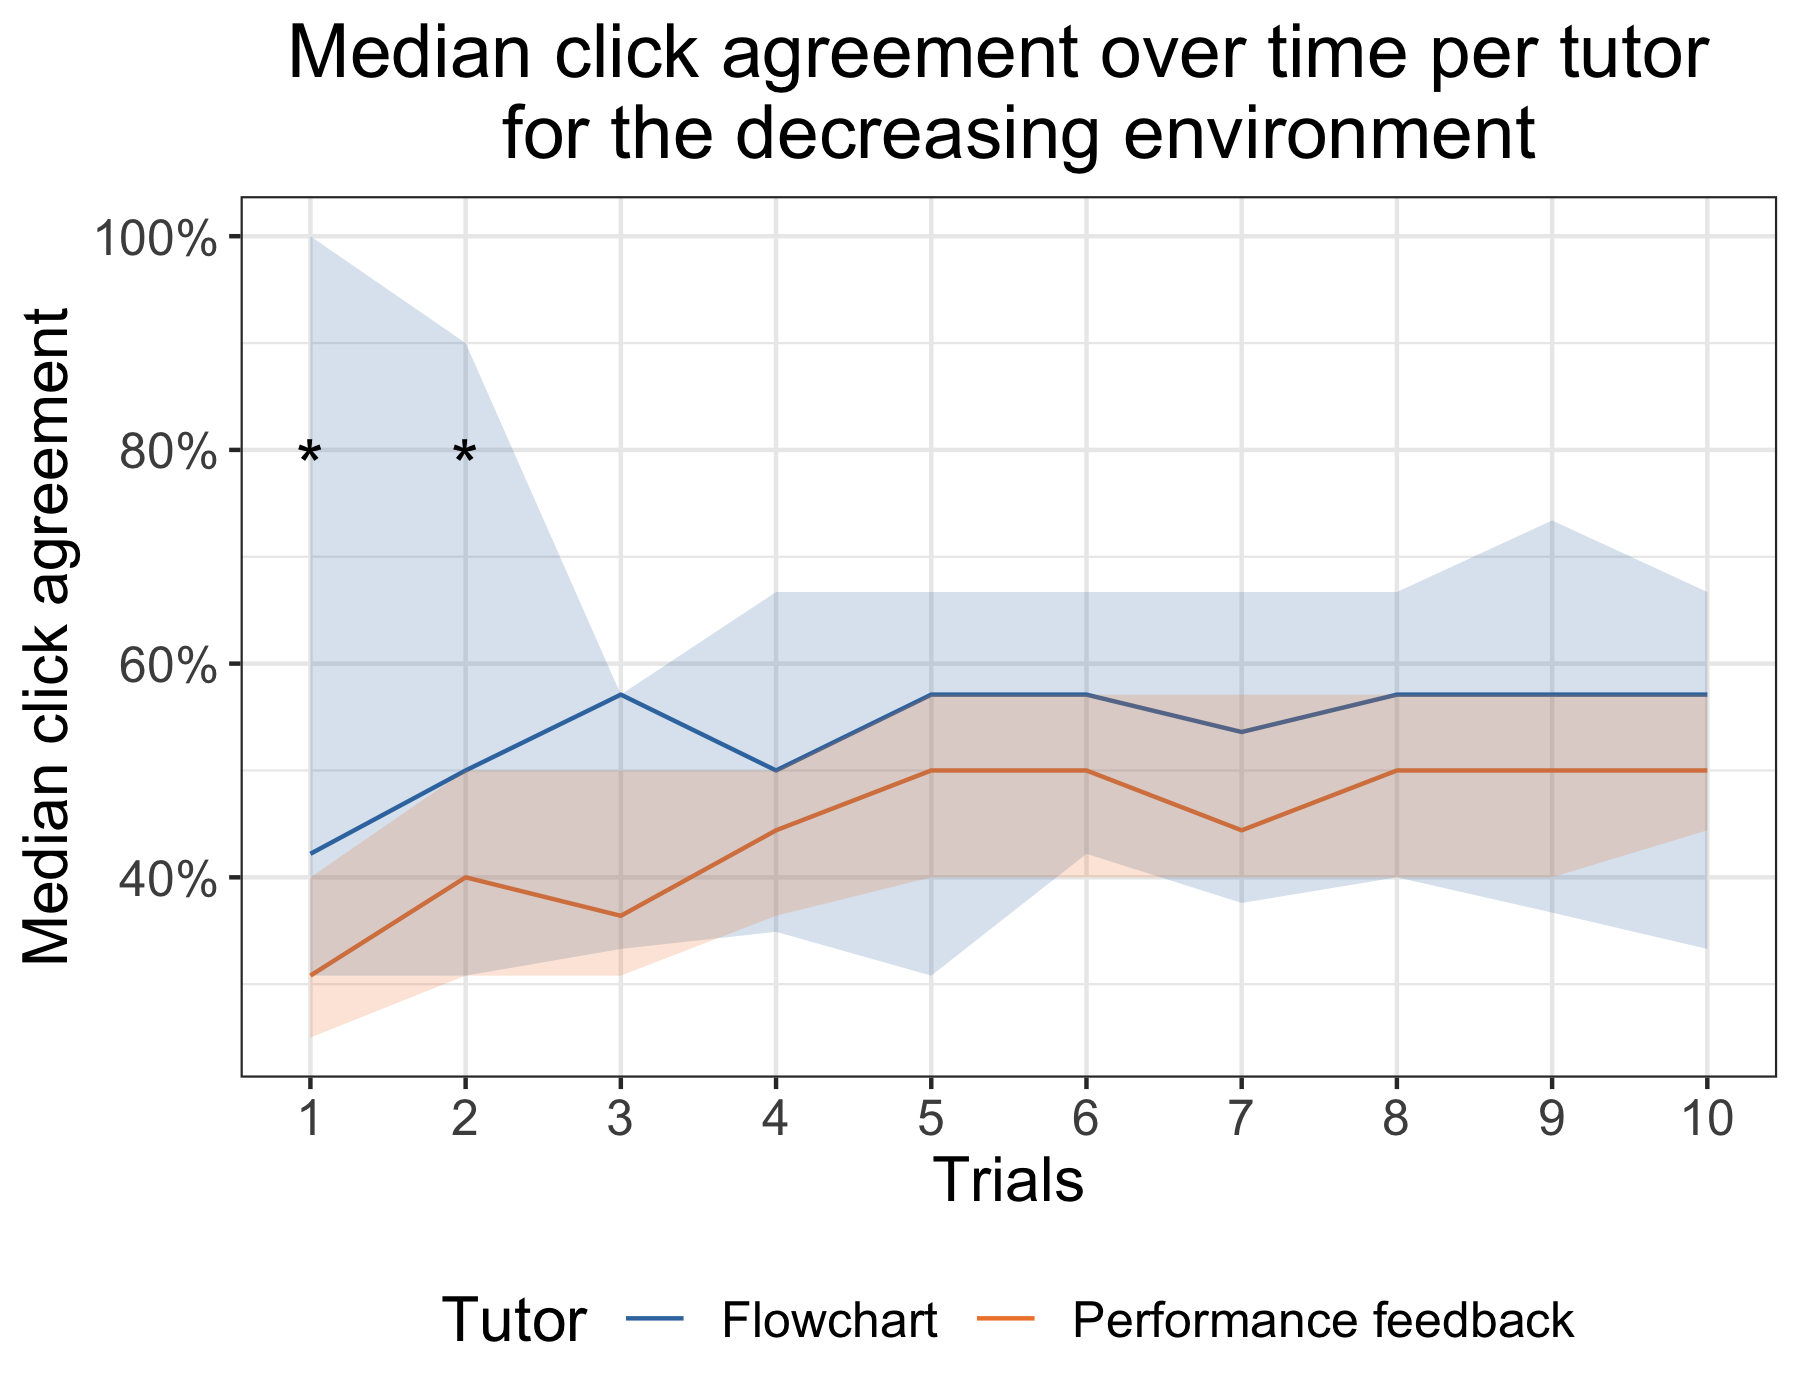 Median click agreement over time per tutor
for the decreasing environment
Median click agreement
100%
80%
60%
40%
* *
1 2 3 4 5 6 7 8 9 10
Trials
Tutor Flowchart Performance feedback